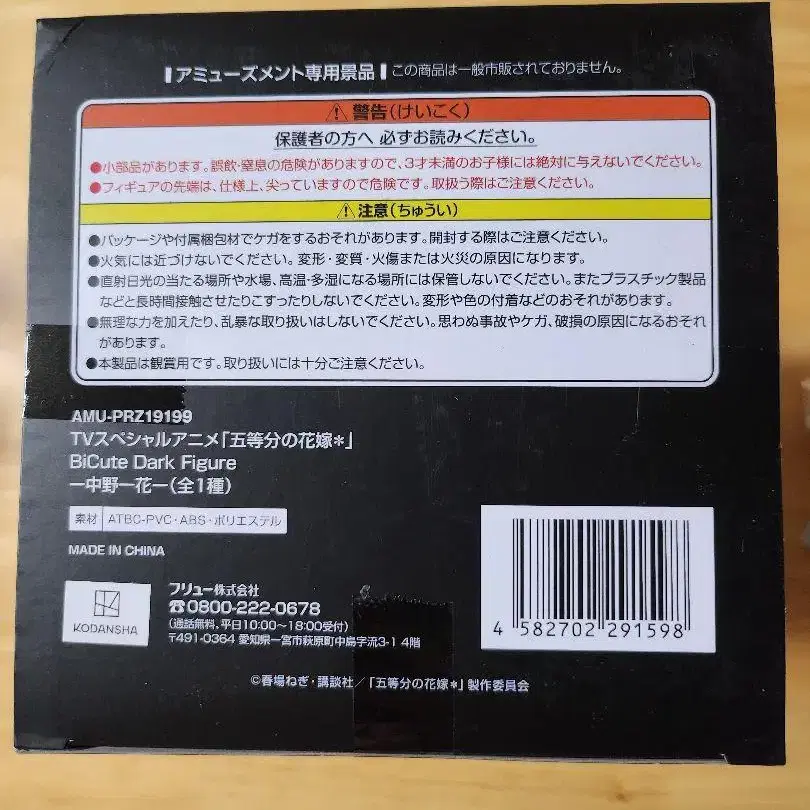 アミューズメント専用景品 この商品は一般市販されておりません。
⚠警告(けいこく)
保護者の方へ 必ずお読みください。
●小部品があります。誤飲・窒息の危険がありますので、3才未満のお子様には絶対に与えないでください。
●フィギュアの先端は、仕様上、尖っていますので危険です。取扱う際はご注意ください。
⚠注意(ちゅうい)
●パッケージや付属梱包材でケガをするおそれがあります。開封する際はご注意ください。
●火気には近づけないでください。変形・変質・火傷または火災の原因になります。
●直射日光の当たる場所や水場、高温・多湿になる場所には保管しないでください。またプラスチック製品
などと長時間接触させたりこすったりしないでください。変形や色の付着などのおそれがあります。
●無理な力を加えたり、乱暴な取り扱いはしないでください。思わぬ事故やケガ、破損の原因になるおそれ
があります。
●本製品は観賞用です。取り扱いには十分ご注意ください。
AMU-PRZ19199
TVスペシャルアニメ「五等分の花嫁*」
BiCute Dark Figure
ー中野一花ー(全1種)
素材 ATBC-PVC・ABS・ポリエステル
MADE IN CHINA
KODANSHA
フリュー株式会社
☎0800-222-0678
(通話無料、平日10:00~18:00受付)
〒491-0364 愛知県一宮市萩原町中島字流3-1 4階
4 582702 291598
©春場ねぎ・講談社/「五等分の花嫁*」製作委員会